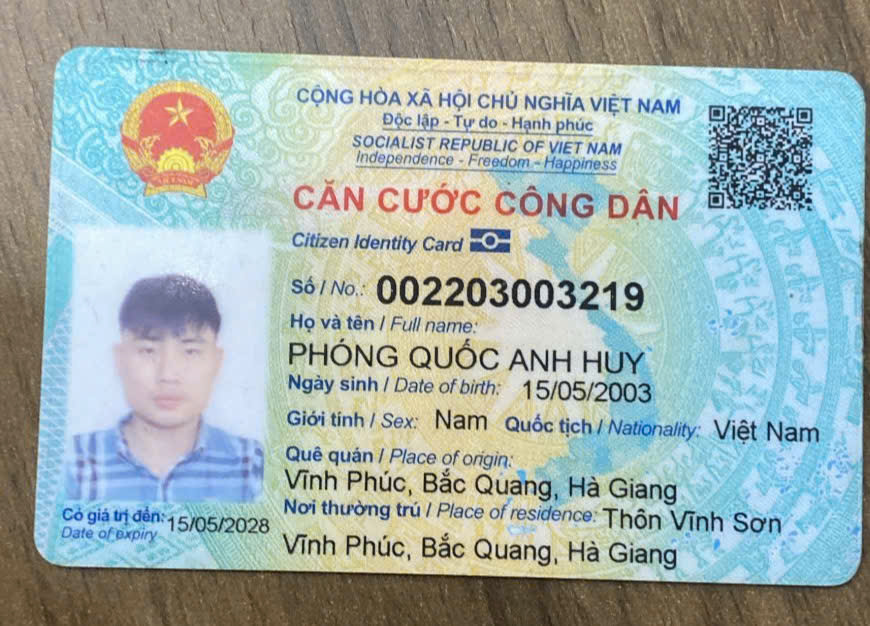 CỘNG HÒA XÃ HỘI CHỦ NGHĨA VIỆT NAM
Độc lập - Tự do - Hạnh phúc
SOCIALIST REPUBLIC OF VIET NAM
Independence - Freedom - Happiness
CĂN CƯỚC CÔNG DÂN
Citizen Identity Card
Số / No.: 002203003219
Họ và tên / Full name:
PHÓNG QUỐC ANH HUY
Ngày sinh / Date of birth: 15/05/2003
Giới tính / Sex: Nam Quốc tịch / Nationality: Việt Nam
Quê quán / Place of origin:
Vĩnh Phúc, Bắc Quang, Hà Giang
Nơi thường trú / Place of residence: Thôn Vĩnh Sơn
Vĩnh Phúc, Bắc Quang, Hà Giang
Có giá trị đến: 15/05/2028
Date of expiry